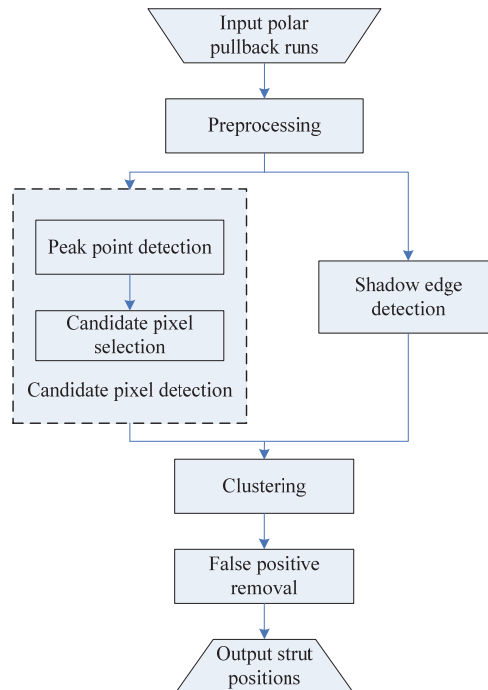 Input polar
pullback runs
Preprocessing
Peak point detection
Candidate pixel
selection
Candidate pixel detection
Shadow edge
detection
Clustering
False positive
removal
Output strut
positions